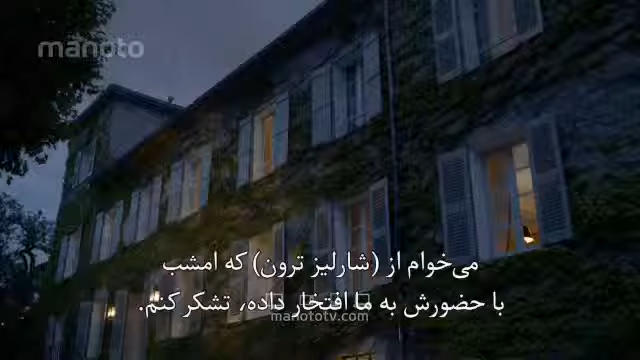 manoto
می‌خوام از (شارلیز ترون) که امشب
با حضورش به ما افتخار داده، تشکر کنم.
manototv.com